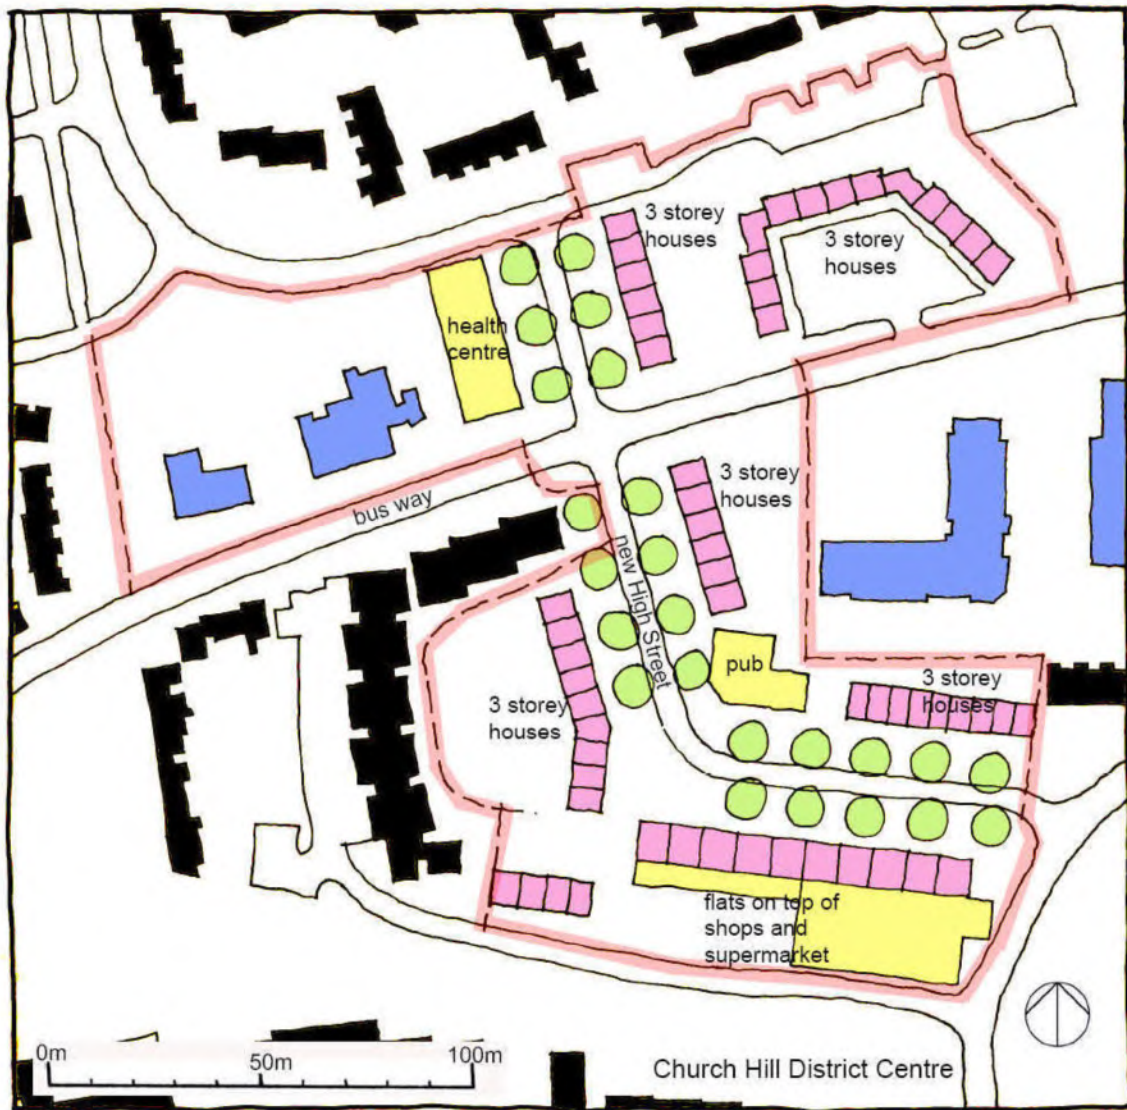 3 storey
houses
3 storey
houses
health
centre
3 storey
houses
bus way
new High Street
pub
3 storey
houses
3 storey
houses
flats on top of
shops and
supermarket
0m
50m
100m
Church Hill District Centre